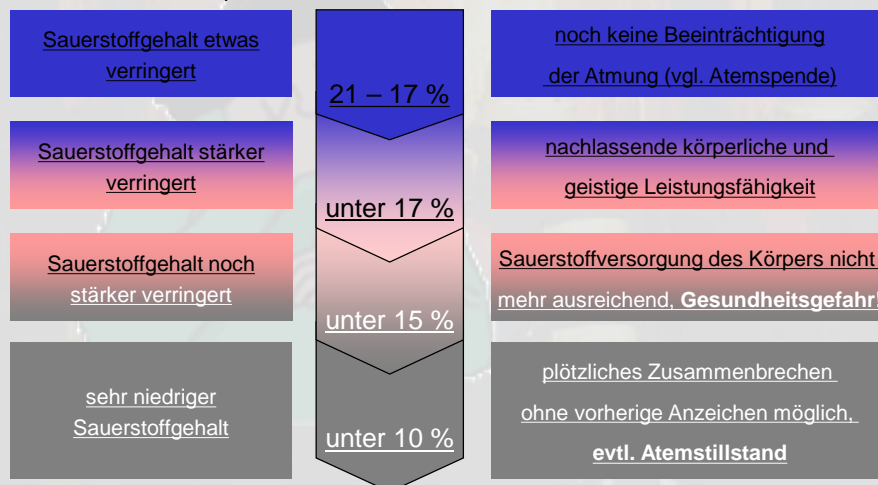 Sauerstoffgehalt etwas
verringert
21 – 17 %
noch keine Beeinträchtigung
der Atmung (vgl. Atemspende)
Sauerstoffgehalt stärker
verringert
unter 17 %
nachlassende körperliche und
geistige Leistungsfähigkeit
Sauerstoffgehalt noch
stärker verringert
unter 15 %
Sauerstoffversorgung des Körpers nicht
mehr ausreichend, Gesundheitsgefahr!
sehr niedriger
Sauerstoffgehalt
unter 10 %
plötzliches Zusammenbrechen
ohne vorherige Anzeichen möglich,
evtl. Atemstillstand